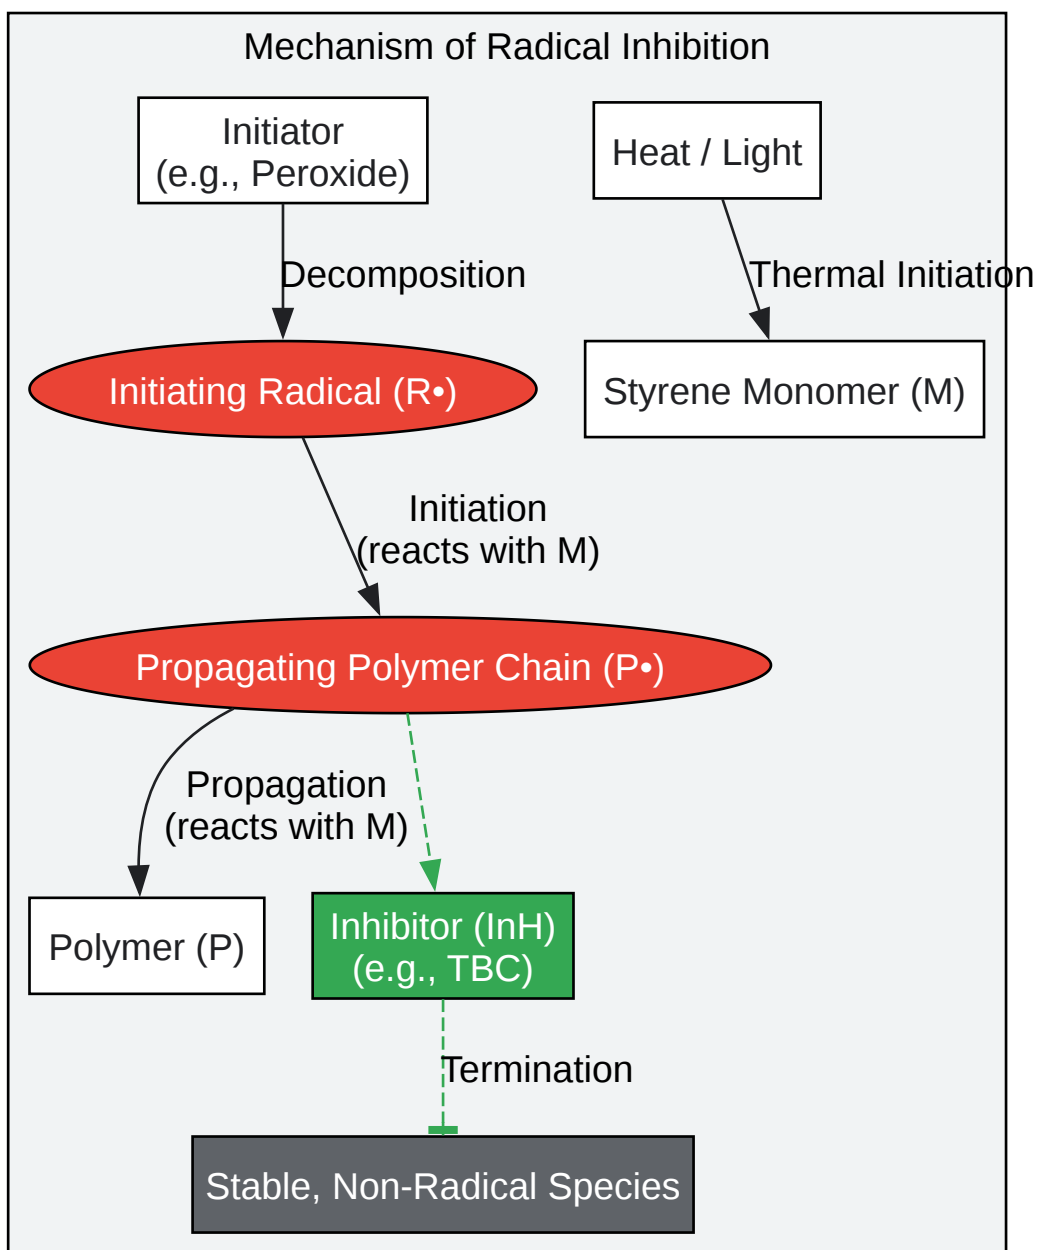 Mechanism of Radical Inhibition
Initiator
(e.g., Peroxide)
Heat / Light
Decomposition
Thermal Initiation
Initiating Radical (R•)
Styrene Monomer (M)
Initiation
(reacts with M)
Propagating Polymer Chain (P•)
Propagation
(reacts with M)
Polymer (P)
Inhibitor (InH)
(e.g., TBC)
Termination
Stable, Non-Radical Species